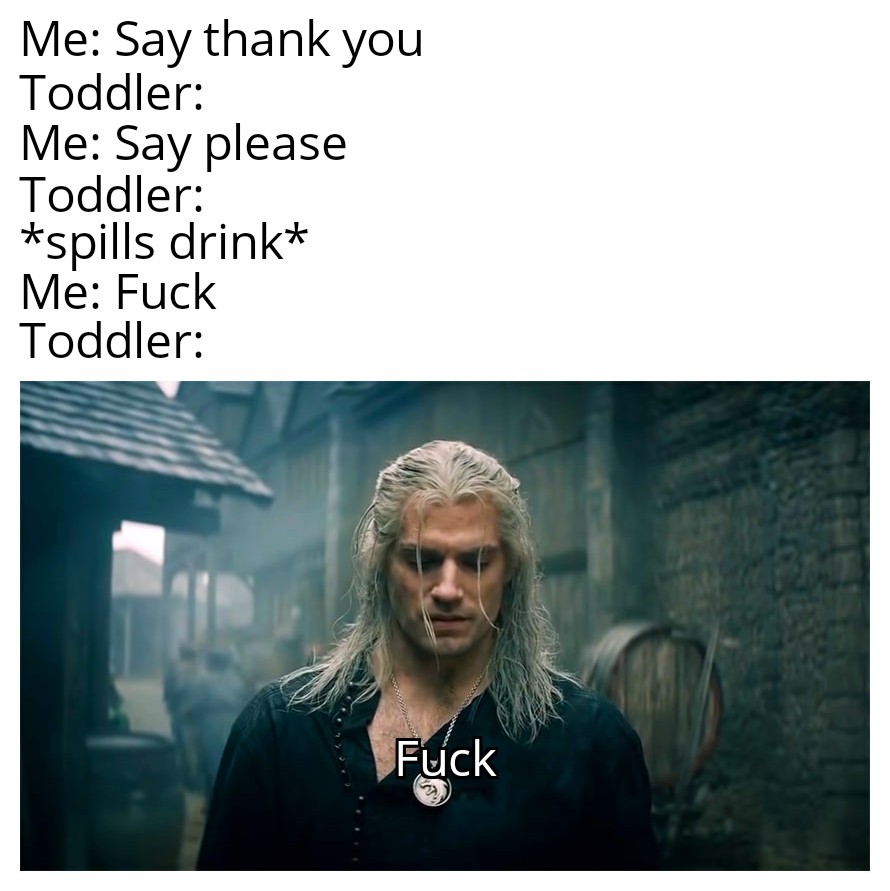 Me: Say thank you
Toddler:
Me: Say please
Toddler:
*spills drink*
Me: Fuck
Toddler:
Fuck